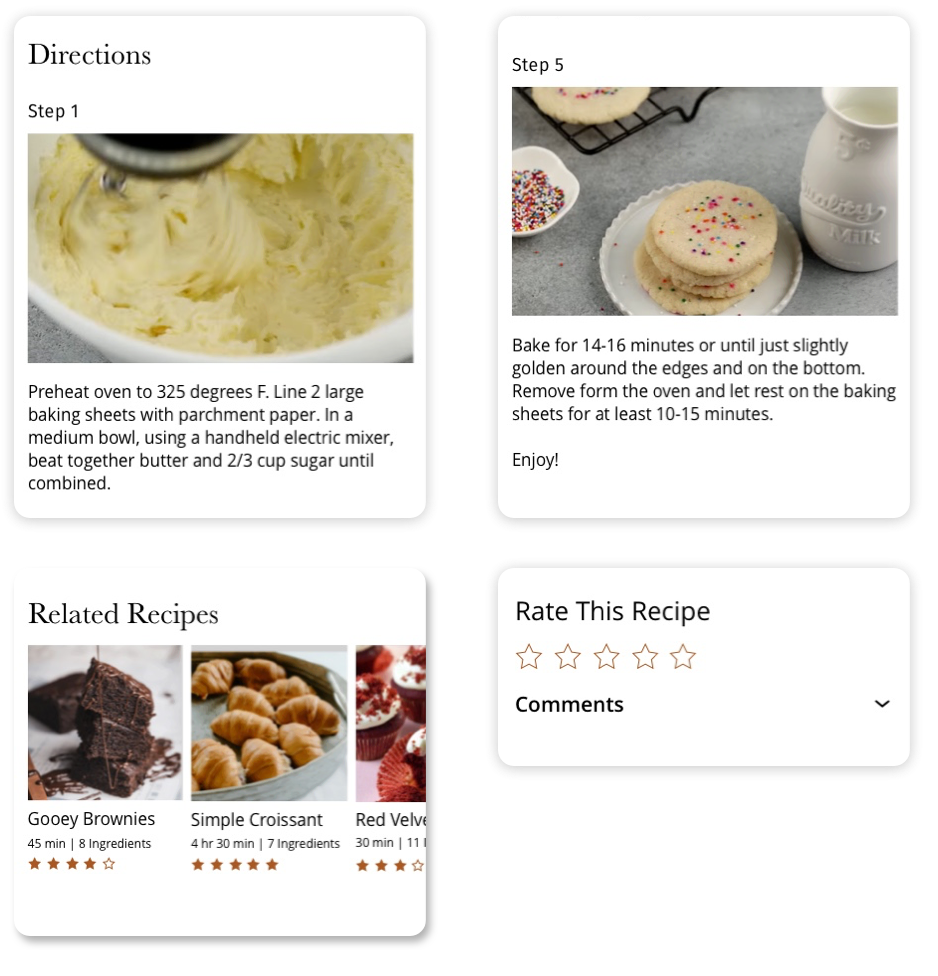 Directions
Step 1
Preheat oven to 325 degrees F. Line 2 large
baking sheets with parchment paper. In a
medium bowl, using a handheld electric mixer,
beat together butter and 2/3 cup sugar until
combined.
Step 5
Quality
Milk
Bake for 14-16 minutes or until just slightly
golden around the edges and on the bottom.
Remove form the oven and let rest on the baking
sheets for at least 10-15 minutes.
Enjoy!
Related Recipes
Gooey Brownies
45 min | 8 Ingredients
Simple Croissant
4 hr 30 min | 7 Ingredients
Red Velve
30 min | 11
Rate This Recipe
Comments